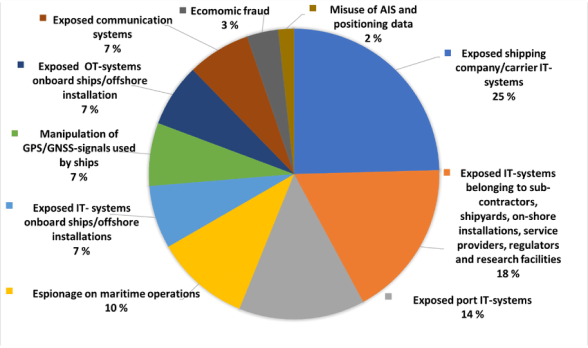 Misuse of AIS and
positioning data
2 %
Exposed shipping
company/carrier IT-
systems
25 %
Exposed IT-systems
belonging to sub-
contractors,
shipyards, on-shore
installations, service
providers, regulators
and research facilities
18 %
Exposed port IT-systems
14 %
Espionage on maritime operations
10 %
Exposed IT- systems
onboard ships/offshore
installations
7 %
Manipulation of
GPS/GNSS-signals used
by ships
7 %
Exposed  OT-systems
onboard ships/offshore
installation
7 %
Exposed communication
systems
7 %
Ecomomic fraud
3 %